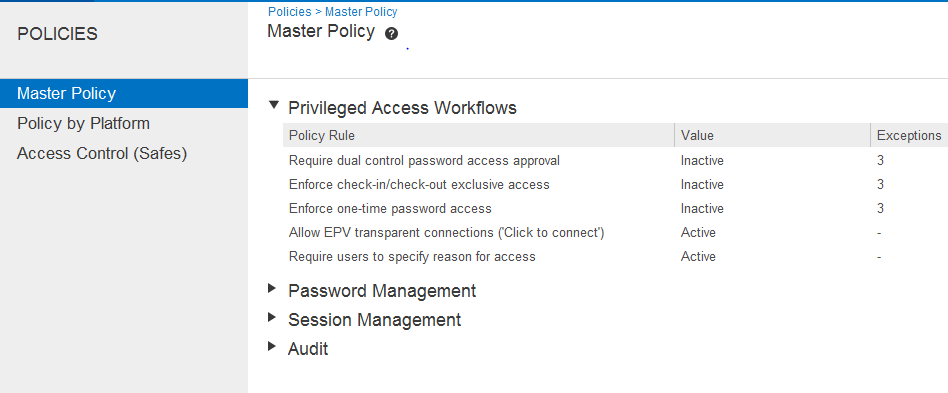 POLICIES
Policies > Master Policy
Master Policy ?
Master Policy
Policy by Platform
Access Control (Safes)
Privileged Access Workflows
Policy Rule Value Exceptions
Require dual control password access approval Inactive 3
Enforce check-in/check-out exclusive access Inactive 3
Enforce one-time password access Inactive 3
Allow EPV transparent connections ('Click to connect') Active -
Require users to specify reason for access Active -
Password Management
Session Management
Audit